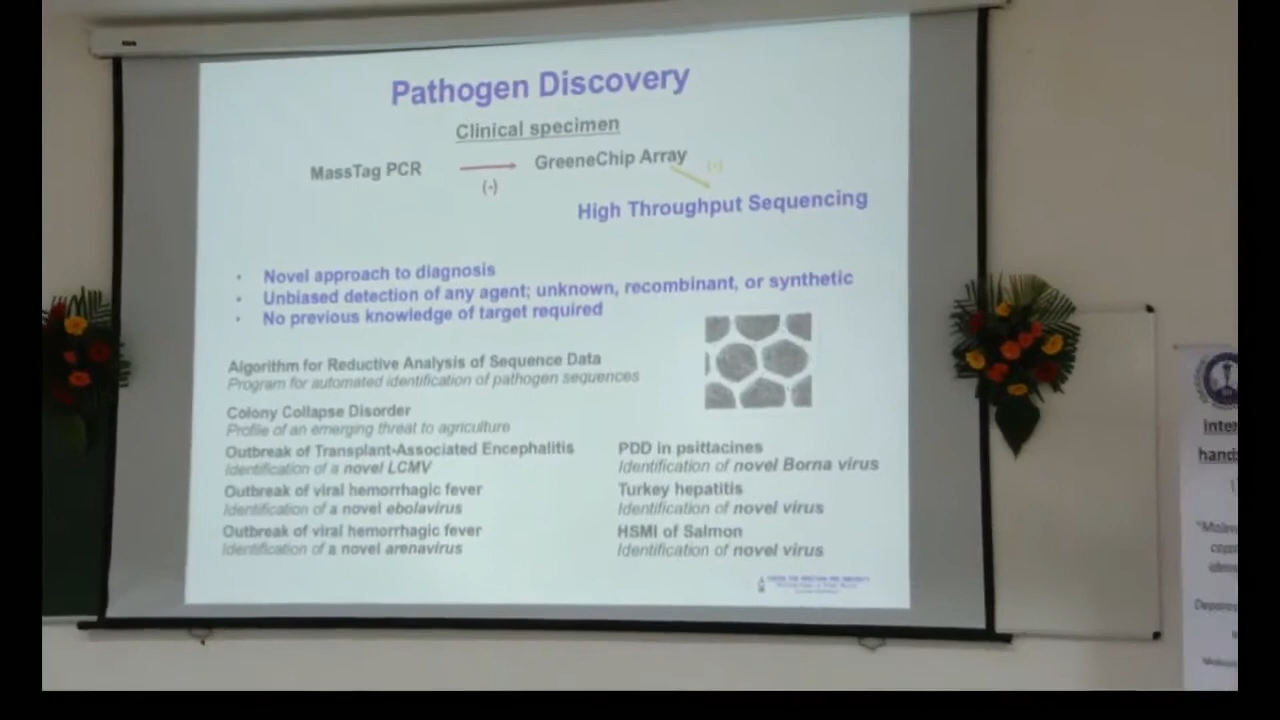 Pathogen Discovery
Clinical specimen
MassTag PCR
(-)
GreeneChip Array
(-)
High Throughput Sequencing
• Novel approach to diagnosis
• Unbiased detection of any agent; unknown, recombinant, or synthetic
• No previous knowledge of target required
Algorithm for Reductive Analysis of Sequence Data
Program for automated identification of pathogen sequences
Colony Collapse Disorder
Profile of an emerging threat to agriculture
Outbreak of Transplant-Associated Encephalitis
Identification of a novel LCMV
Outbreak of viral hemorrhagic fever
Identification of a novel ebolavirus
Outbreak of viral hemorrhagic fever
Identification of a novel arenavirus
PDD in psittacines
Identification of novel Borna virus
Turkey hepatitis
Identification of novel virus
HSMI of Salmon
Identification of novel virus
Inter
hands